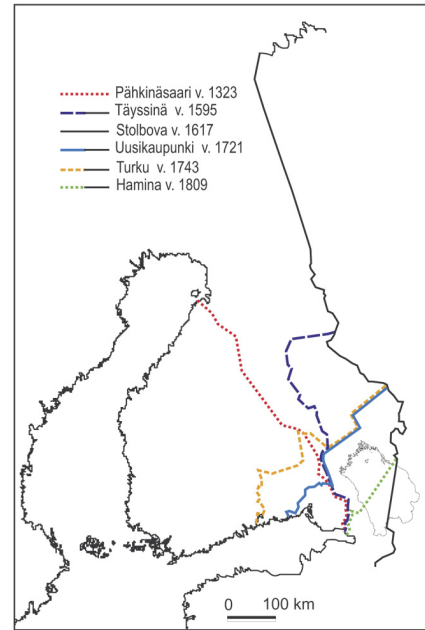 Pähkinäsaari v. 1323
Täyssinä v. 1595
Stolbova v. 1617
Uusikaupunki v. 1721
Turku v. 1743
Hamina v. 1809
0 100 km